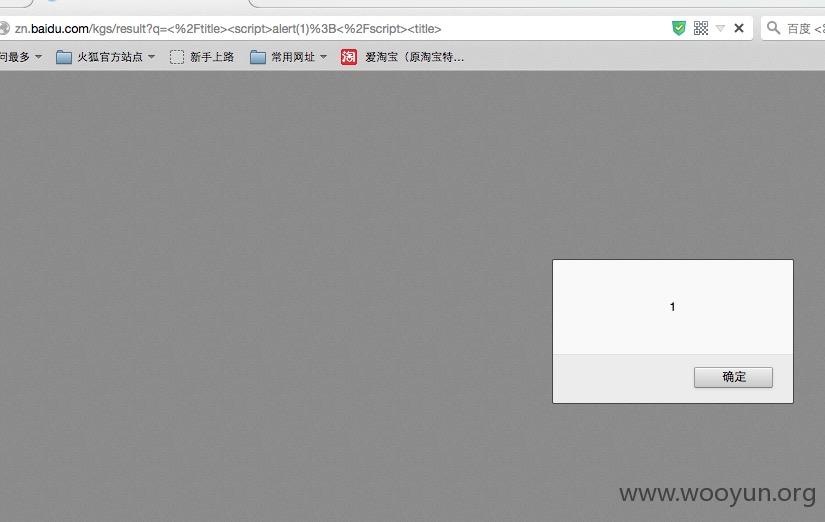 zn.baidu.com/kgs/result?q=<%2Ftitle><script>alert(1)%3B<%2Fscript><title>
百度 <
问最多 火狐官方站点 新手上路 常用网址 淘 爱淘宝（原淘宝特...
1
确定
www.wooyun.org